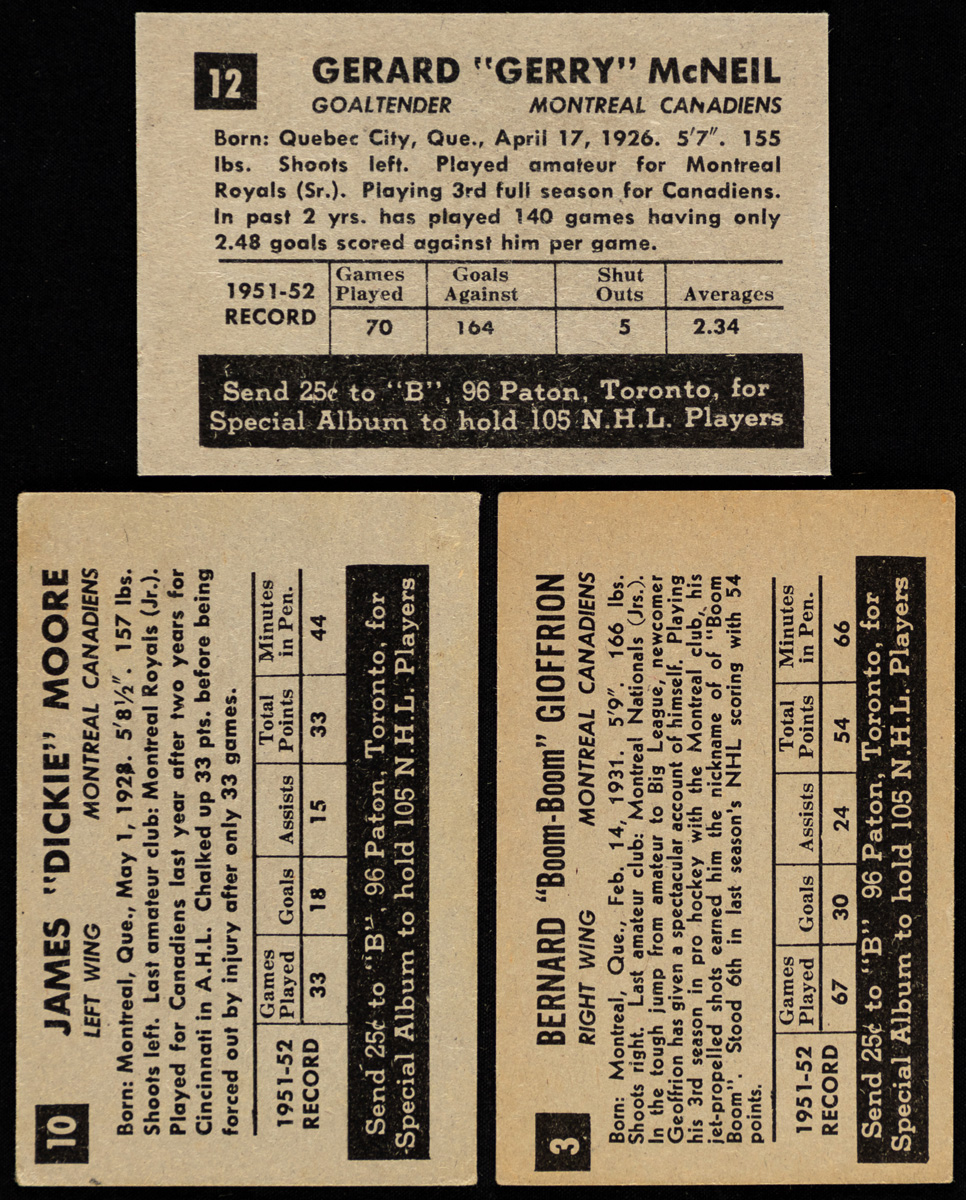 12
GERARD "GERRY" McNEIL
GOALTENDER MONTREAL CANADIENS
Born: Quebec City, Que., April 17, 1926. 5'7". 155
lbs. Shoots left. Played amateur for Montreal
Royals (Sr.). Playing 3rd full season for Canadiens.
In past 2 yrs. has played 140 games having only
2.48 goals scored against him per game.
1951-52 RECORD
Games Played Goals Against Shut Outs Averages
70 164 5 2.34
Send 25¢ to "B", 96 Paton, Toronto, for
Special Album to hold 105 N.H.L. Players
10
JAMES "DICKIE" MOORE
LEFT WING MONTREAL CANADIENS
Born: Montreal, Que., May 1, 1928. 5'8½". 157 lbs.
Shoots left. Last amateur club: Montreal Royals (Jr.).
Played for Canadiens last year after two years for
Cincinnati in A.H.L. Chalked up 33 pts. before being
forced out by injury after only 33 games.
1951-52 RECORD
Games Played Goals Assists Total Points Minutes in Pen.
33 18 15 33 44
Send 25¢ to "B", 96 Paton, Toronto, for
Special Album to hold 105 N.H.L. Players
3
BERNARD "Boom-Boom" GIOFFRION
RIGHT WING MONTREAL CANADIENS
Born: Montreal, Que., Feb. 14, 1931. 5'9". 166 lbs.
Shoots right. Last amateur club: Montreal Nationals (Jrs.).
In the tough jump from amateur to Big League, newcomer
Geoffrion has given a spectacular account of himself. Playing
his 3rd season in pro hockey with the Montreal club, his
jet-propelled shots earned him the nickname of "Boom
Boom". Stood 6th in last season's NHL scoring with 54
points.
1951-52 RECORD
Games Played Goals Assists Total Points Minutes in Pen.
67 30 24 54 66
Send 25¢ to "B" 96 Paton, Toronto, for
Special Album to hold 105 N.H.L. Players